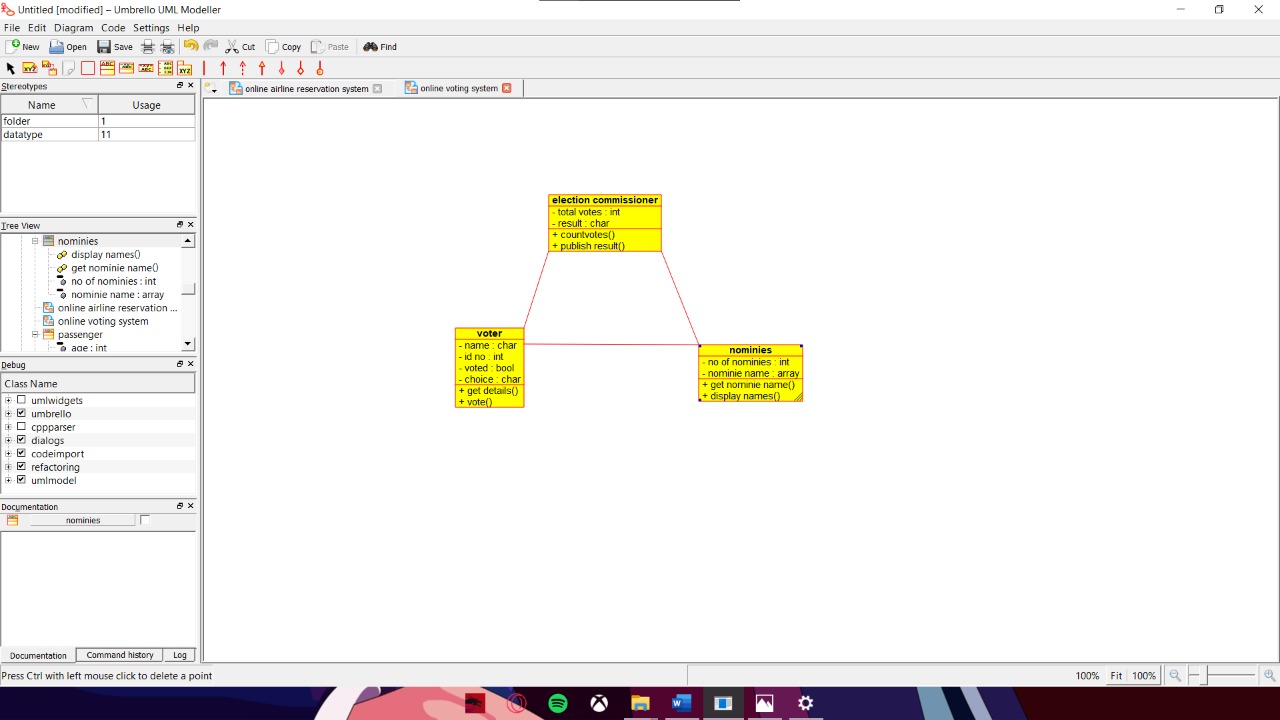 Untitled [modified] – Umbrello UML Modeller
File Edit Diagram Code Settings Help
New Open Save Cut Copy Paste Find
Stereotypes
Name Usage
folder 1
datatype 11
Tree View
nominies
display names()
get nominie name()
no of nominies : int
nominie name : array
online airline reservation ...
online voting system
passenger
age : int
Debug
Class Name
umlwidgets
umbrello
cppparser
dialogs
codeimport
refactoring
umlmodel
Documentation
nominies
Documentation Command history Log
online airline reservation system online voting system
election commissioner
- total votes : int
- result : char
+ countvotes()
+ publish result()
voter
- name : char
- id no : int
- voted : bool
- choice : char
+ get details()
+ vote()
nominies
- no of nominies : int
- nominie name : array
+ get nominie name()
+ display names()
Press Ctrl with left mouse click to delete a point
100% Fit 100%